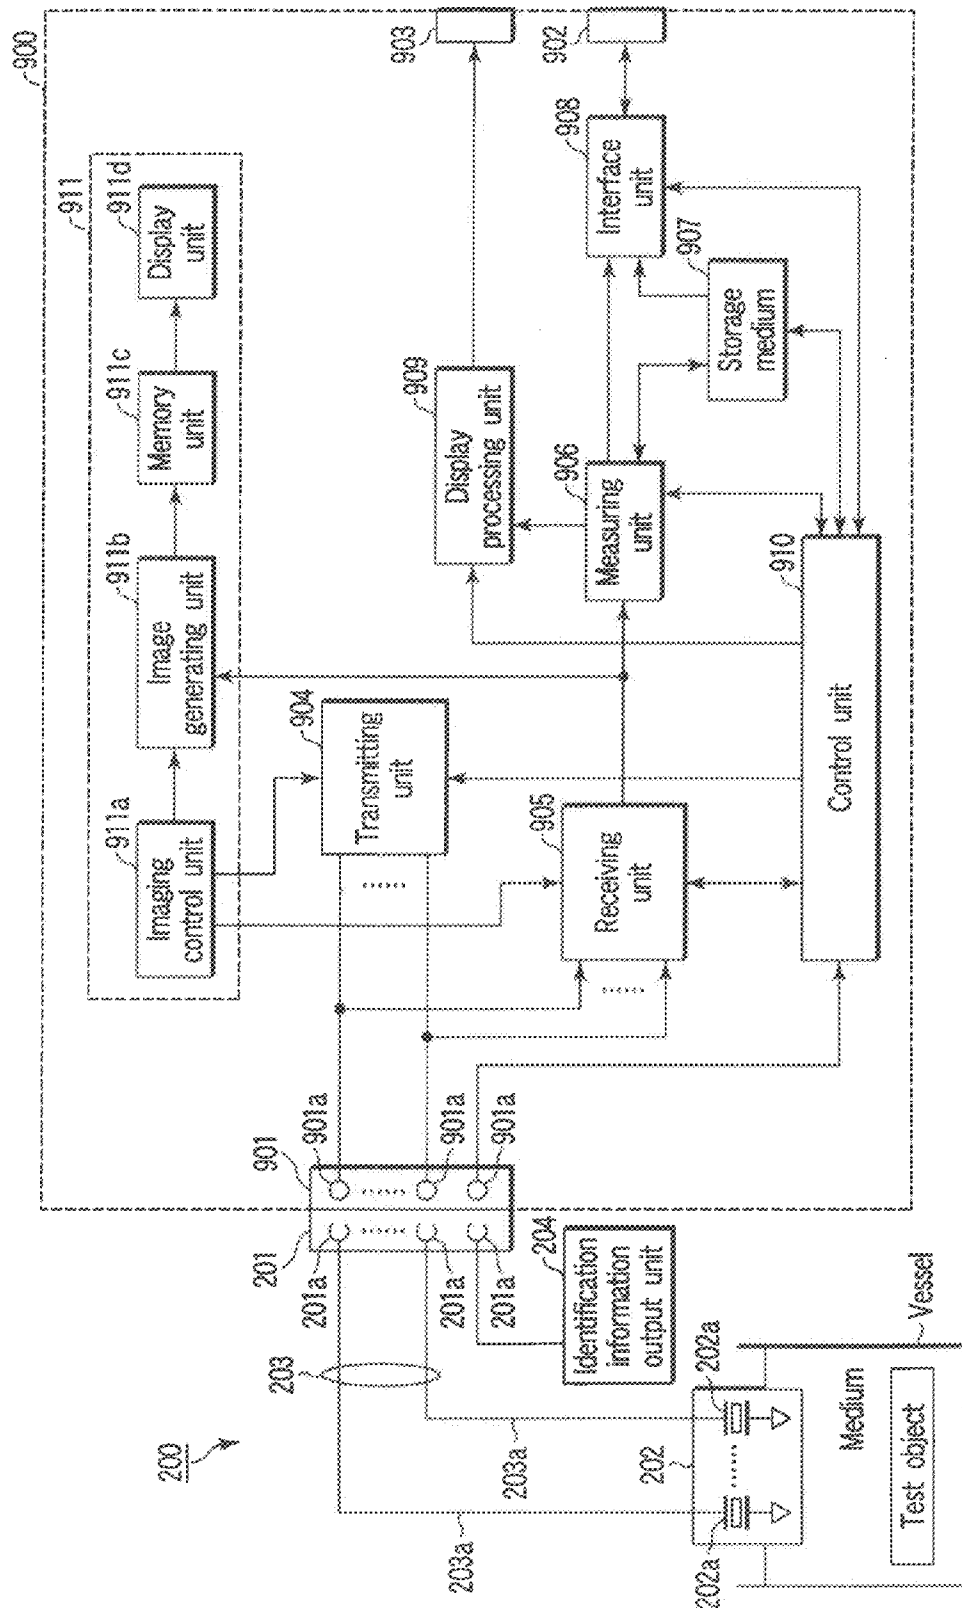 900
911
911a
Imaging
control unit
911b
Image
generating unit
911c
Memory
unit
911d
Display
unit
903
902
904
Transmitting
unit
909
Display
processing unit
908
Interface
unit
907
Storage
medium
906
Measuring
unit
905
Receiving
unit
910
Control unit
901
901a
901a
901a
201
201a
201a
201a
200
203
203a
203a
204
Identification
information
output unit
202
202a
202a
Medium
Vessel
Test object